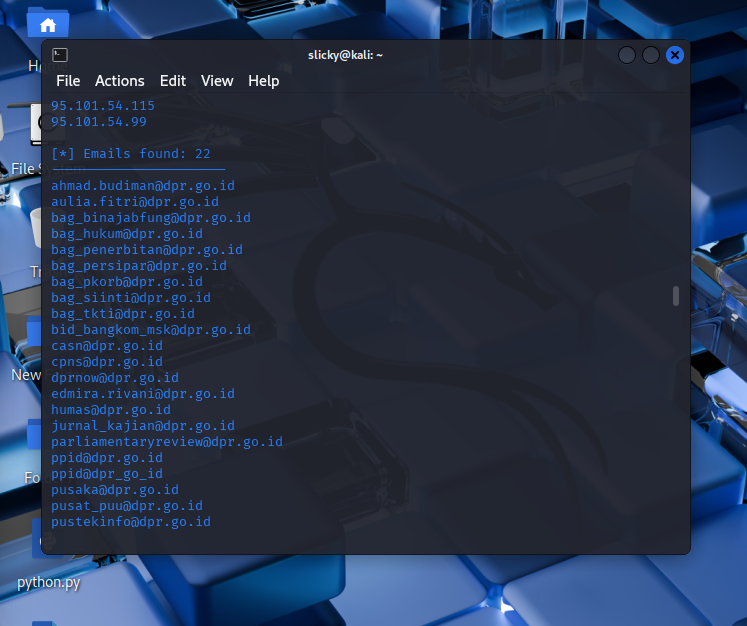 slicky@kali: ~
File Actions Edit View Help
95.101.54.115
95.101.54.99
[*] Emails found: 22
ahmad.budiman@dpr.go.id
aulia.fitri@dpr.go.id
bag_binajabfung@dpr.go.id
bag_hukum@dpr.go.id
bag_penerbitan@dpr.go.id
bag_persipar@dpr.go.id
bag_pkorb@dpr.go.id
bag_siinti@dpr.go.id
bag_tkti@dpr.go.id
bid_bangkom_msk@dpr.go.id
casn@dpr.go.id
cpns@dpr.go.id
dprnow@dpr.go.id
edmira.rivani@dpr.go.id
humas@dpr.go.id
jurnal_kajian@dpr.go.id
parliamentaryreview@dpr.go.id
ppid@dpr.go.id
ppid@dpr_go_id
pusaka@dpr.go.id
pusat_puu@dpr.go.id
pustekinfo@dpr.go.id
File
New
python.py